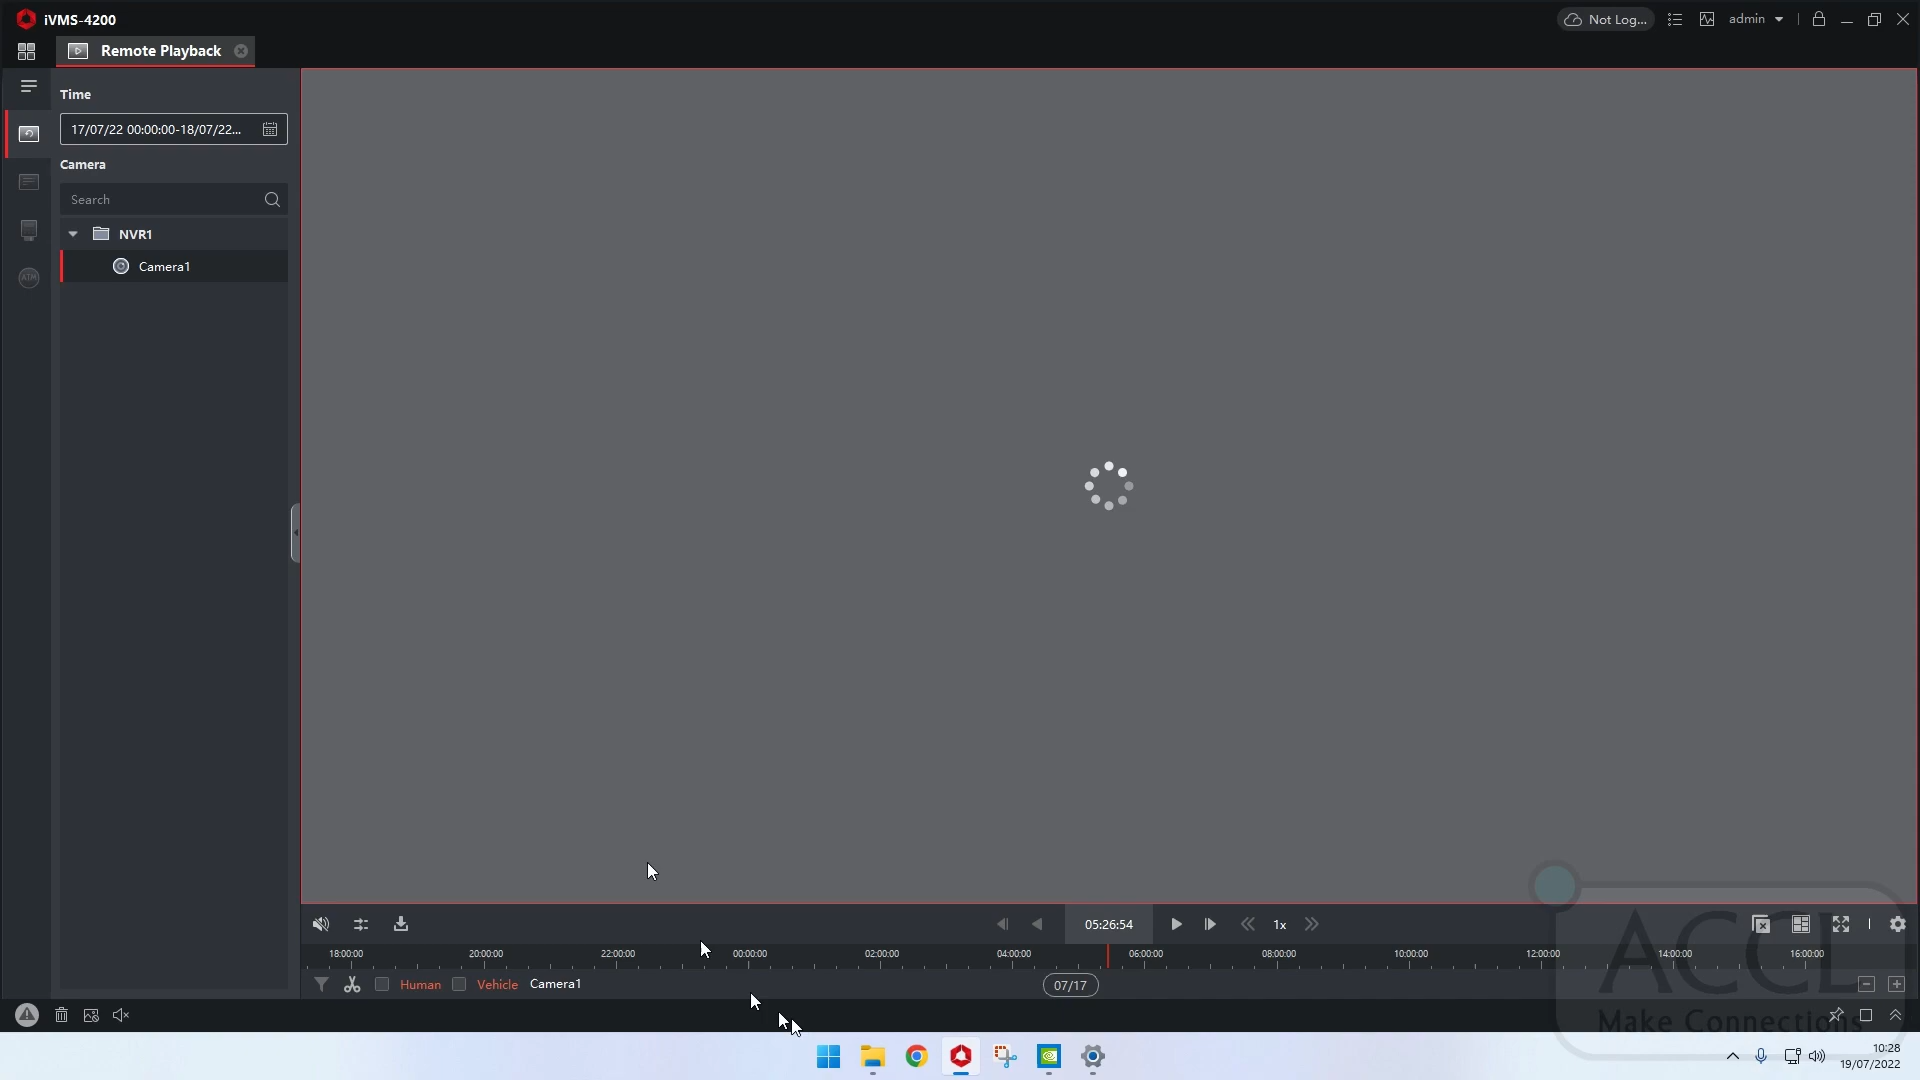 iVMS-4200
Not Log...
admin
Remote Playback
Time
17/07/22 00:00:00-18/07/22...
Camera
Search
NVR1
Camera1
ATM
05:26:54
1x
18:00:00 20:00:00 22:00:00 00:00:00 02:00:00 04:00:00 06:00:00 08:00:00 10:00:00 12:00:00 14:00:00 16:00:00
Human Vehicle Camera1 07/17
ACCL
Make Connections
10:28
19/07/2022